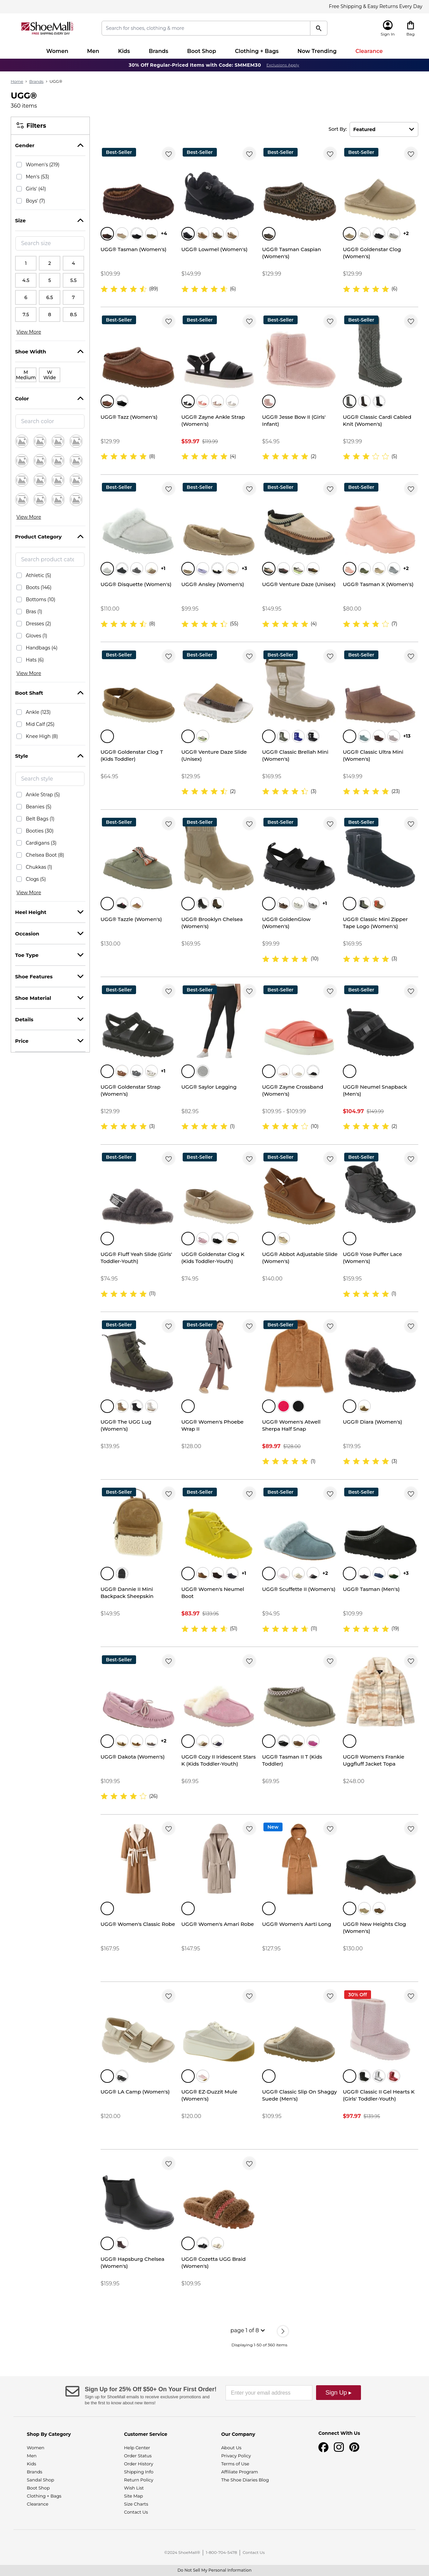 Free Shipping & Easy Returns Every Day
ShoeMall
FREE SHIPPING EVERY DAY
Search for shoes, clothing & more
Sign In
Bag
Women
Men
Kids
Brands
Boot Shop
Clothing + Bags
Now Trending
Clearance
30% Off Regular-Priced Items with Code: SMMEM30 Exclusions Apply.
Home > Brands > UGG®
UGG®
360 items
Filters
Gender
Women's (219)
Men's (53)
Girls' (41)
Boys' (7)
Size
Search size
1
2
4
4.5
5
5.5
6
6.5
7
7.5
8
8.5
View More
Shoe Width
M Medium
W Wide
Color
Search color
View More
Product Category
Search product cate
Athletic (5)
Boots (146)
Bottoms (10)
Bras (1)
Dresses (2)
Gloves (1)
Handbags (4)
Hats (6)
View More
Boot Shaft
Ankle (123)
Mid Calf (25)
Knee High (8)
Style
Search style
Ankle Strap (5)
Beanies (5)
Belt Bags (1)
Booties (30)
Cardigans (3)
Chelsea Boot (8)
Chukkas (1)
Clogs (5)
View More
Heel Height
Occasion
Toe Type
Shoe Features
Shoe Material
Details
Price
Sort By:
Featured
Best-Seller
+4
UGG® Tasman (Women's)
$109.99
(89)
Best-Seller
UGG® Lowmel (Women's)
$149.99
(6)
Best-Seller
UGG® Tasman Caspian (Women's)
$129.99
Best-Seller
+2
UGG® Goldenstar Clog (Women's)
$129.99
(6)
Best-Seller
UGG® Tazz (Women's)
$129.99
(8)
Best-Seller
UGG® Zayne Ankle Strap (Women's)
$59.97 $119.99
(4)
Best-Seller
UGG® Jesse Bow II (Girls' Infant)
$54.95
(2)
Best-Seller
UGG® Classic Cardi Cabled Knit (Women's)
$129.99
(5)
Best-Seller
+1
UGG® Disquette (Women's)
$110.00
(8)
Best-Seller
+3
UGG® Ansley (Women's)
$99.95
(55)
Best-Seller
UGG® Venture Daze (Unisex)
$149.95
(4)
Best-Seller
+2
UGG® Tasman X (Women's)
$80.00
(7)
Best-Seller
UGG® Goldenstar Clog T (Kids Toddler)
$64.95
Best-Seller
UGG® Venture Daze Slide (Unisex)
$129.95
(2)
Best-Seller
UGG® Classic Brellah Mini (Women's)
$169.95
(3)
Best-Seller
+13
UGG® Classic Ultra Mini (Women's)
$149.99
(23)
Best-Seller
UGG® Tazzle (Women's)
$130.00
Best-Seller
UGG® Brooklyn Chelsea (Women's)
$169.95
Best-Seller
+1
UGG® GoldenGlow (Women's)
$99.99
(10)
Best-Seller
UGG® Classic Mini Zipper Tape Logo (Women's)
$169.95
(3)
Best-Seller
+1
UGG® Goldenstar Strap (Women's)
$129.99
(3)
Best-Seller
UGG® Saylor Legging
$82.95
(1)
Best-Seller
UGG® Zayne Crossband (Women's)
$109.95 - $109.99
(10)
Best-Seller
UGG® Neumel Snapback (Men's)
$104.97 $149.99
(2)
Best-Seller
UGG® Fluff Yeah Slide (Girls' Toddler-Youth)
$74.95
(11)
Best-Seller
UGG® Goldenstar Clog K (Kids Toddler-Youth)
$74.95
Best-Seller
UGG® Abbot Adjustable Slide (Women's)
$140.00
Best-Seller
UGG® Yose Puffer Lace (Women's)
$159.95
(1)
Best-Seller
UGG® The UGG Lug (Women's)
$139.95
Best-Seller
UGG® Women's Phoebe Wrap II
$128.00
Best-Seller
UGG® Women's Atwell Sherpa Half Snap
$89.97 $128.00
(1)
Best-Seller
UGG® Diara (Women's)
$119.95
(3)
Best-Seller
UGG® Dannie II Mini Backpack Sheepskin
$149.95
Best-Seller
+1
UGG® Women's Neumel Boot
$83.97 $139.95
(51)
Best-Seller
+2
UGG® Scuffette II (Women's)
$94.95
(11)
Best-Seller
+3
UGG® Tasman (Men's)
$109.99
(19)
Best-Seller
+2
UGG® Dakota (Women's)
$109.95
(25)
UGG® Cozy II Iridescent Stars K (Kids Toddler-Youth)
$69.95
UGG® Tasman II T (Kids Toddler)
$69.95
UGG® Women's Frankie Uggfluff Jacket Topa
$248.00
UGG® Women's Classic Robe
$167.95
UGG® Women's Amari Robe
$147.95
New
UGG® Women's Aarti Long
$127.95
UGG® New Heights Clog (Women's)
$130.00
UGG® LA Camp (Women's)
$120.00
UGG® EZ-Duzzit Mule (Women's)
$120.00
UGG® Classic Slip On Shaggy Suede (Men's)
$109.95
30% Off
UGG® Classic II Gel Hearts K (Girls' Toddler-Youth)
$97.97 $139.95
UGG® Hapsburg Chelsea (Women's)
$159.95
UGG® Cozetta UGG Braid (Women's)
$109.95
page 1 of 8
Displaying 1-50 of 360 items
Sign Up for 25% Off $50+ On Your First Order!
Sign up for ShoeMall emails to receive exclusive promotions and be the first to know about new items!
Enter your email address
Sign Up ▸
Shop By Category
Women
Men
Kids
Brands
Sandal Shop
Boot Shop
Clothing + Bags
Clearance
Customer Service
Help Center
Order Status
Order History
Shipping Info
Return Policy
Wish List
Site Map
Size Charts
Contact Us
Our Company
About Us
Privacy Policy
Terms of Use
Affiliate Program
The Shoe Diaries Blog
Connect With Us
©2024 ShoeMall® | 1-800-704-5478 | Contact Us
Do Not Sell My Personal Information